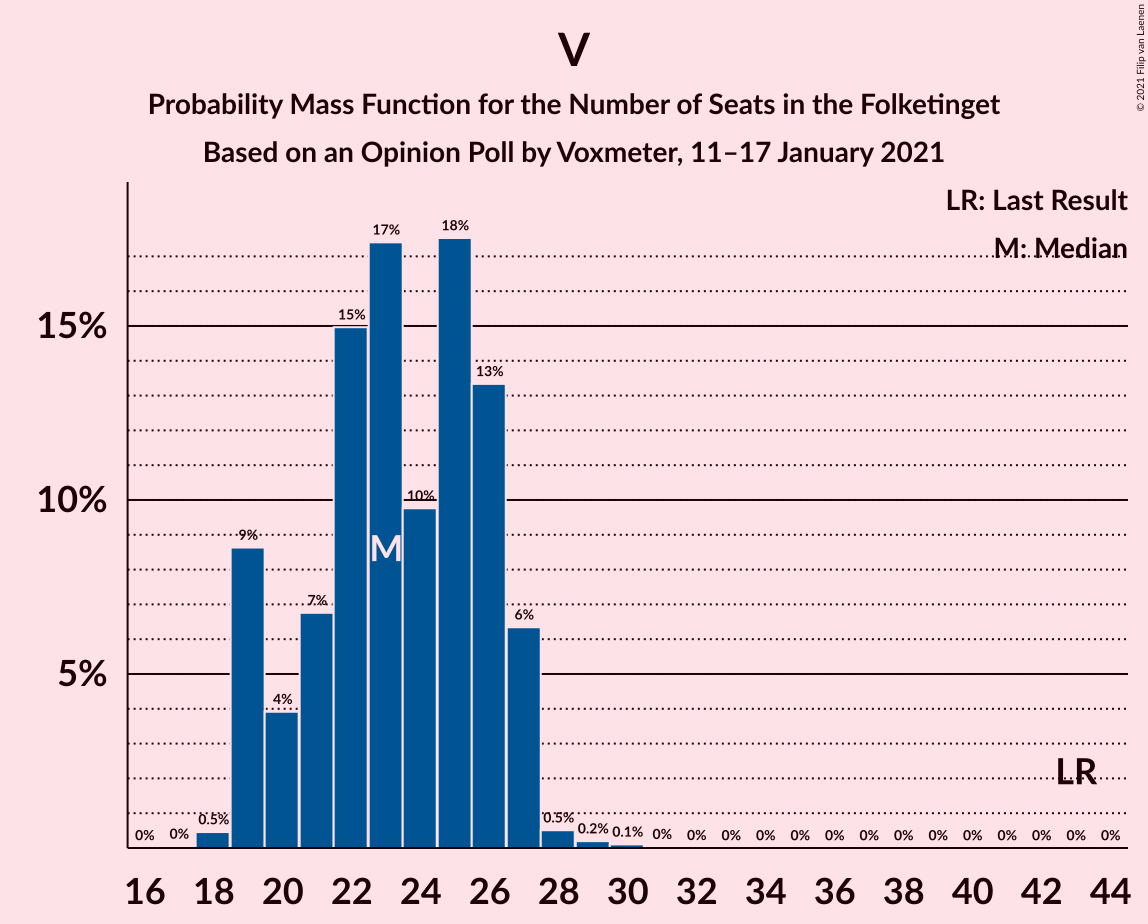 © 2021 Filip van Laenen
V
Probability Mass Function for the Number of Seats in the Folketinget
Based on an Opinion Poll by Voxmeter, 11–17 January 2021
LR: Last Result
M: Median
15%
10%
5%
0% 0% 0.5% 9% 4% 7% 15% 17% 10% 18% 13% 6% 0.5% 0.2% 0.1% 0% 0% 0% 0% 0% 0% 0% 0% 0% 0% 0% 0% 0% 0%
M
LR
16 18 20 22 24 26 28 30 32 34 36 38 40 42 44